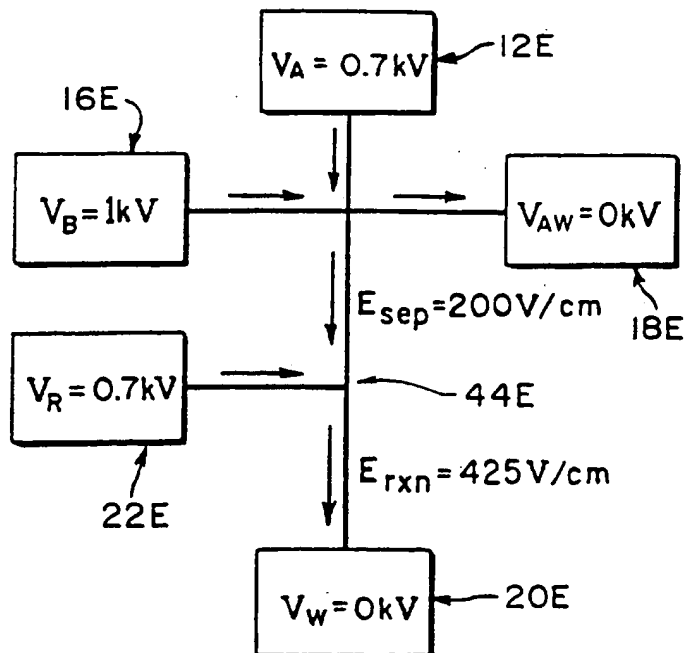 V_A = 0.7kV
12E
16E
V_B = 1kV
V_AW = 0kV
18E
E_sep = 200V/cm
V_R = 0.7kV
44E
22E
E_rxn = 425V/cm
V_W = 0kV
20E